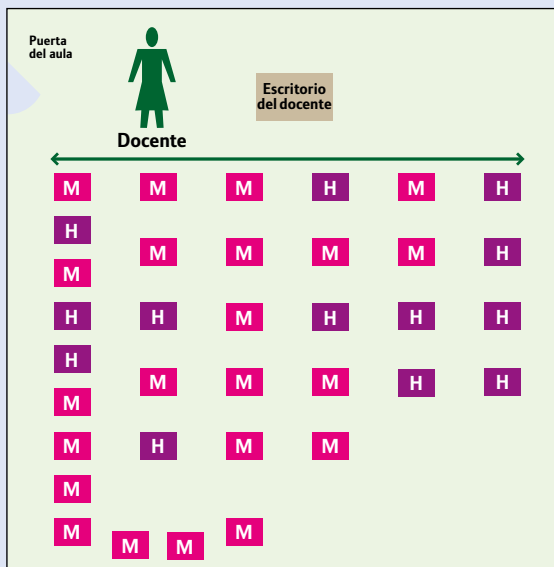 Puerta
del aula
Escritorio
del docente
Docente
M M M H M H
H
M M M M H
M
H H M H H H
H
M M M H H
M
M H M M
M
M M M M